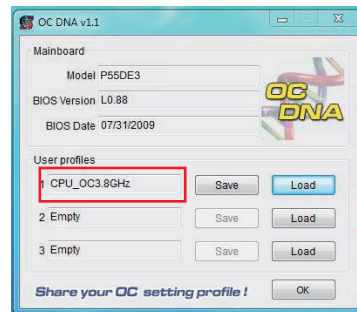 OC DNA v1.1
Mainboard
Model P55DE3
BIOS Version L0.88
BIOS Date 07/31/2009
OC
DNA
User profiles
1 CPU_OC3.8GHz Save Load
2 Empty Save Load
3 Empty Save Load
Share your OC setting profile! OK